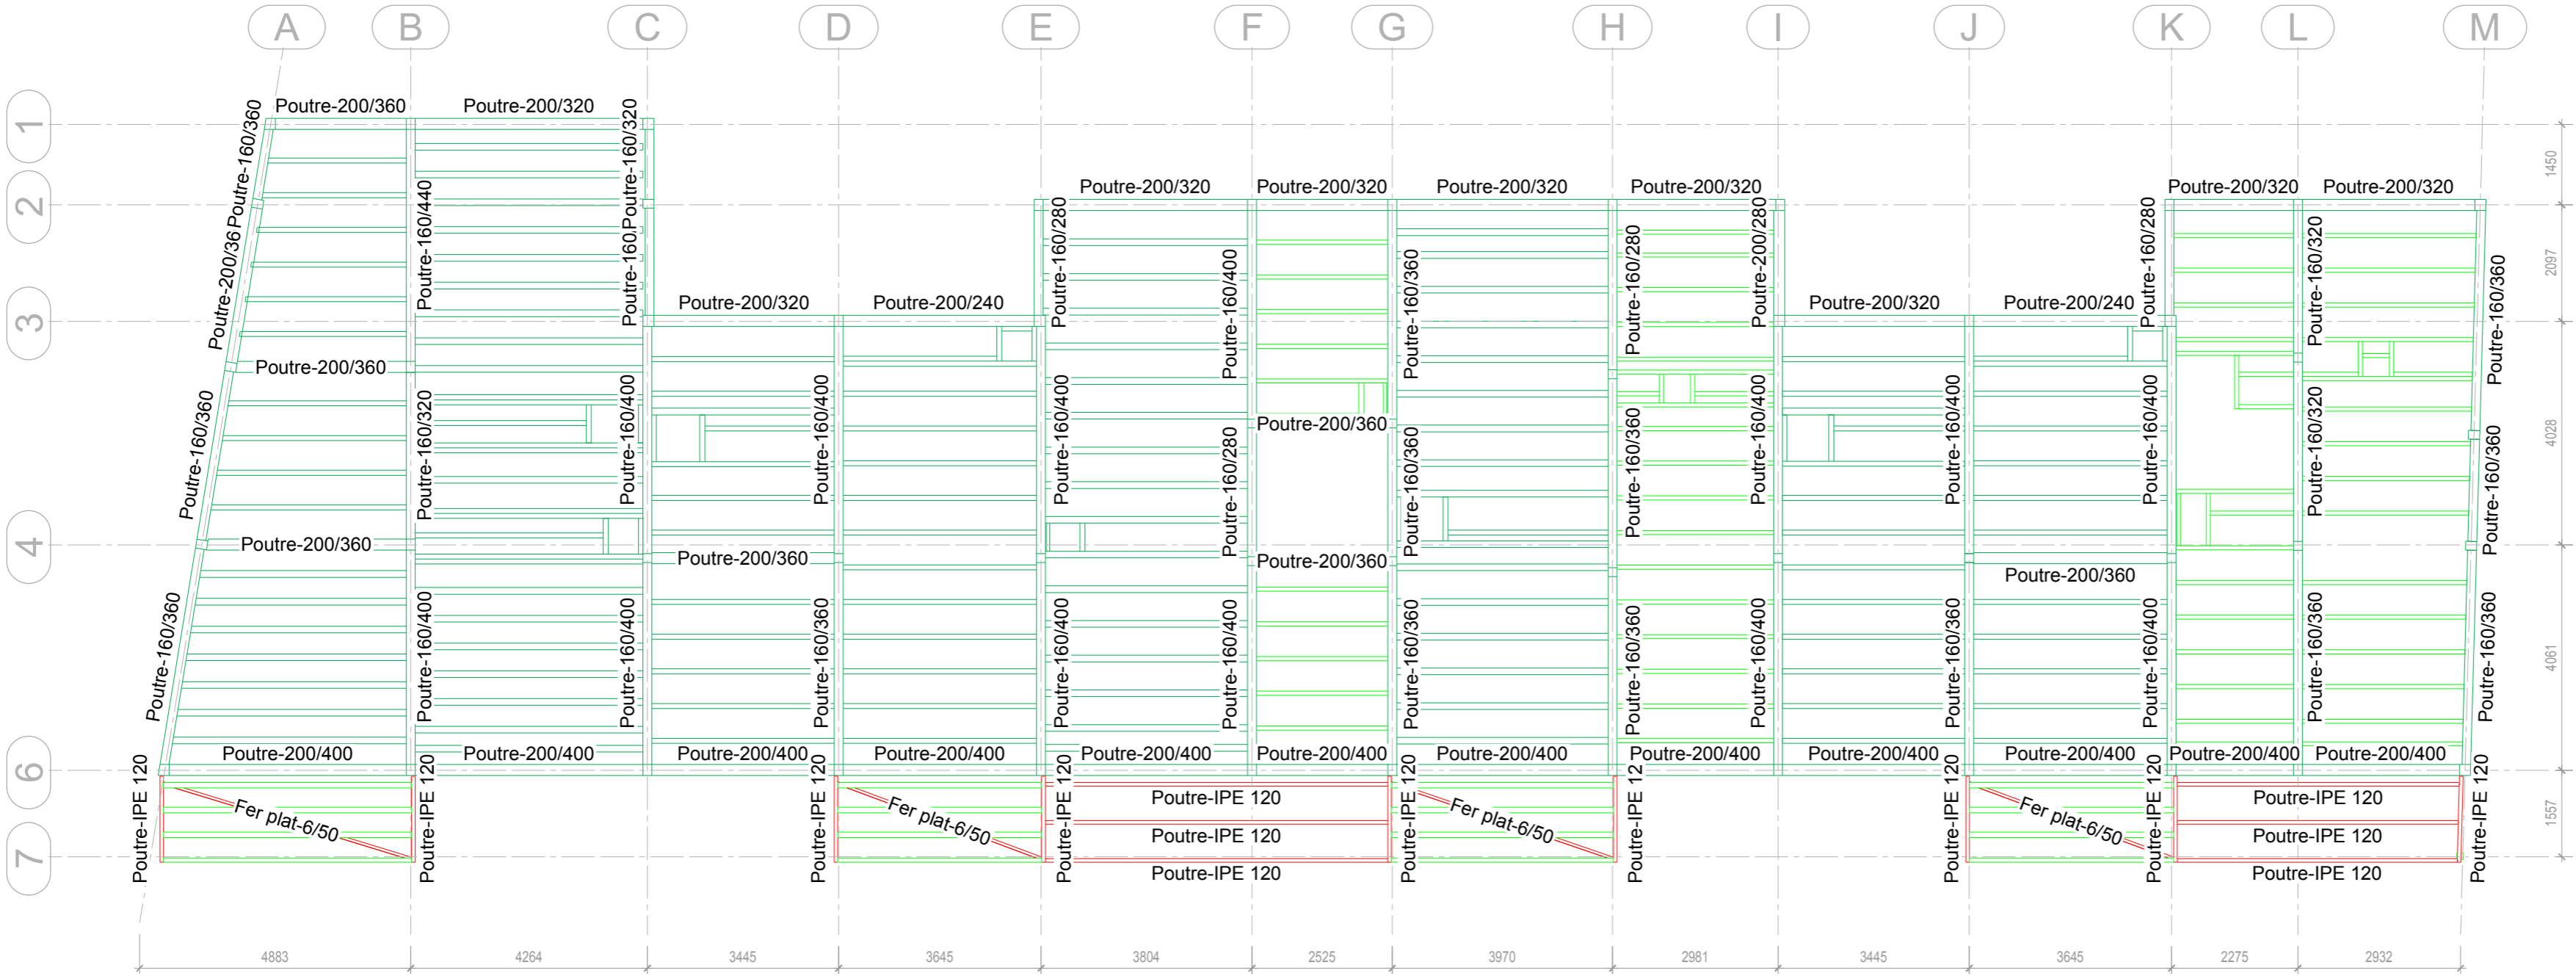 A B C D E F G H I J K L M
1
Poutre-200/360 Poutre-200/320
Poutre-160/360
Poutre-160/320
1450
2
Poutre-200/320 Poutre-200/320 Poutre-200/320 Poutre-200/320 Poutre-200/320 Poutre-200/320
Poutre-200/36
Poutre-160/440
Poutre-160/
Poutre-160/280
Poutre-160/400
Poutre-160/360
Poutre-160/280
Poutre-200/280
Poutre-160/280
Poutre-160/320
Poutre-160/360
2097
3
Poutre-200/320 Poutre-200/240 Poutre-200/320 Poutre-200/240
Poutre-200/360
Poutre-160/360
Poutre-160/320
Poutre-160/400
Poutre-160/400
Poutre-160/400
Poutre-200/360
Poutre-160/280
Poutre-160/360
Poutre-160/360
Poutre-160/400
Poutre-160/400
Poutre-160/400
Poutre-160/320
Poutre-160/360
4028
4
Poutre-200/360 Poutre-200/360 Poutre-200/360 Poutre-200/360
Poutre-160/360
Poutre-160/400
Poutre-160/400
Poutre-160/360
Poutre-160/400
Poutre-160/400
Poutre-160/360
Poutre-160/360
Poutre-160/400
Poutre-160/360
Poutre-160/400
Poutre-160/360
Poutre-160/360
4061
6
Poutre-200/400 Poutre-200/400 Poutre-200/400 Poutre-200/400 Poutre-200/400 Poutre-200/400 Poutre-200/400 Poutre-200/400 Poutre-200/400 Poutre-200/400 Poutre-200/400 Poutre-200/400
Poutre-IPE 120
Fer plat-6/50
Poutre-IPE 120
Poutre-IPE 120
Fer plat-6/50
Poutre-IPE 120
Poutre-IPE 120
Poutre-IPE 120
Poutre-IPE 120
Poutre-IPE 120
Fer plat-6/50
Poutre-IPE 12
Poutre-IPE 120
Fer plat-6/50
Poutre-IPE 120
Poutre-IPE 120
Poutre-IPE 120
Poutre-IPE 120
Poutre-IPE 120
1557
7
4883 4264 3445 3645 3804 2525 3970 2981 3445 3645 2275 2932